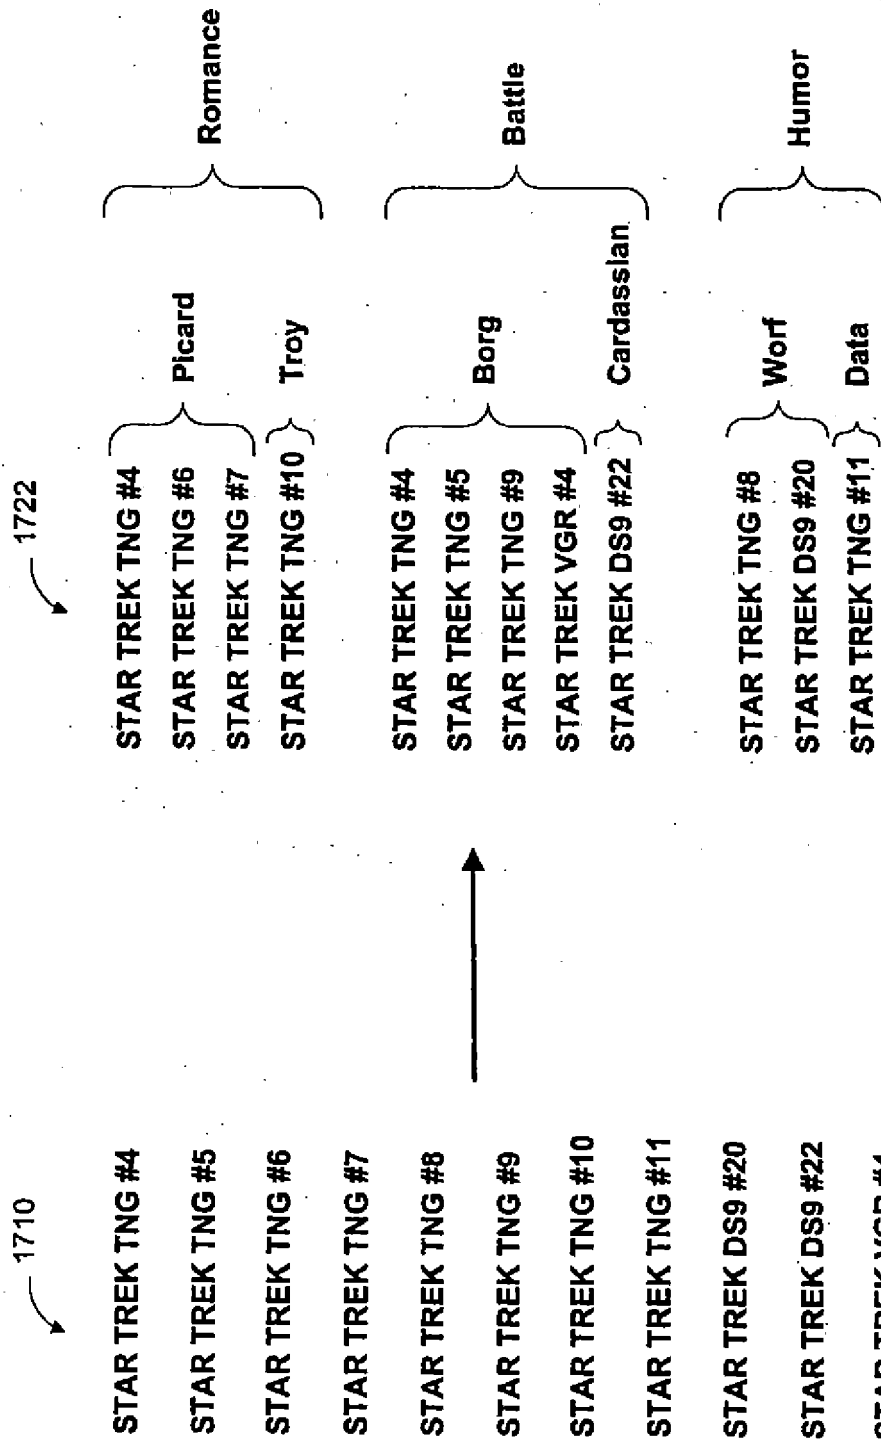 1710
STAR TREK TNG #4
STAR TREK TNG #5
STAR TREK TNG #6
STAR TREK TNG #7
STAR TREK TNG #8
STAR TREK TNG #9
STAR TREK TNG #10
STAR TREK TNG #11
STAR TREK DS9 #20
STAR TREK DS9 #22
STAR TREK VGR #4
1722
STAR TREK TNG #4
STAR TREK TNG #6
STAR TREK TNG #7
Picard
STAR TREK TNG #10
Troy
Romance
STAR TREK TNG #4
STAR TREK TNG #5
STAR TREK TNG #9
STAR TREK VGR #4
Borg
STAR TREK DS9 #22
Cardassian
Battle
STAR TREK TNG #8
STAR TREK DS9 #20
Worf
STAR TREK TNG #11
Data
Humor